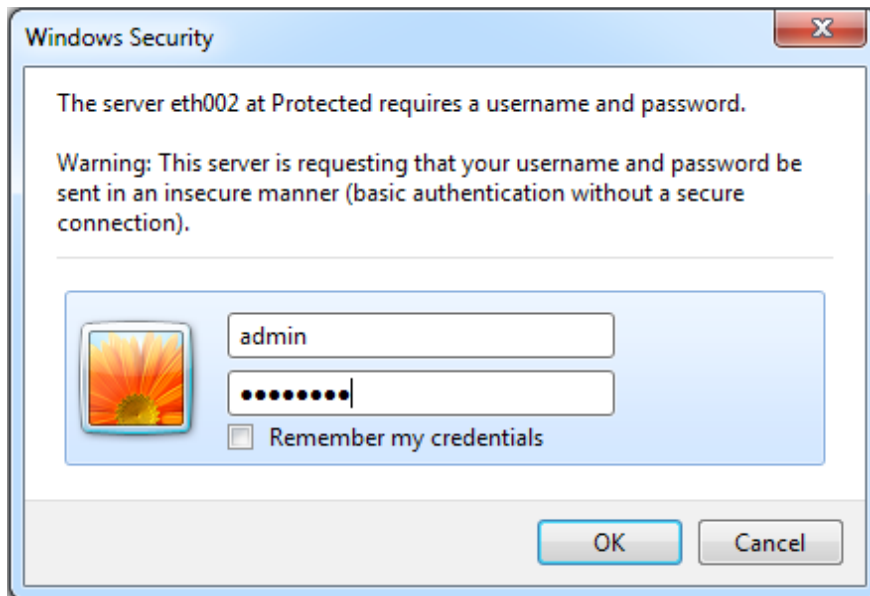 Windows Security
The server eth002 at Protected requires a username and password.
Warning: This server is requesting that your username and password be
sent in an insecure manner (basic authentication without a secure
connection).
admin
●●●●●●●●
Remember my credentials
OK
Cancel